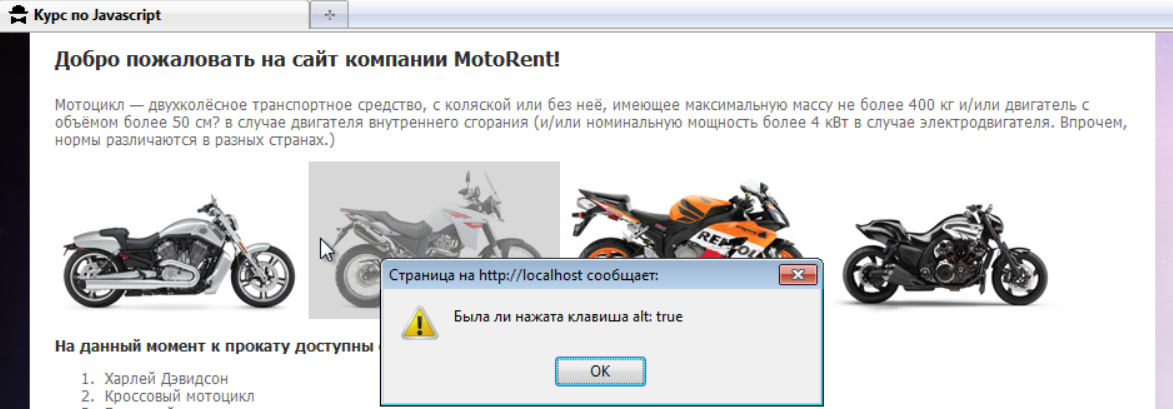 Курс по Javascript
Добро пожаловать на сайт компании MotoRent!
Мотоцикл — двухколёсное транспортное средство, с коляской или без неё, имеющее максимальную массу не более 400 кг и/или двигатель с
объёмом более 50 см? в случае двигателя внутреннего сгорания (и/или номинальную мощность более 4 кВт в случае электродвигателя. Впрочем,
нормы различаются в разных странах.)
Страница на http://localhost сообщает:
Была ли нажата клавиша alt: true
OK
На данный момент к прокату доступны
1. Харлей Дэвидсон
2. Кроссовый мотоцикл